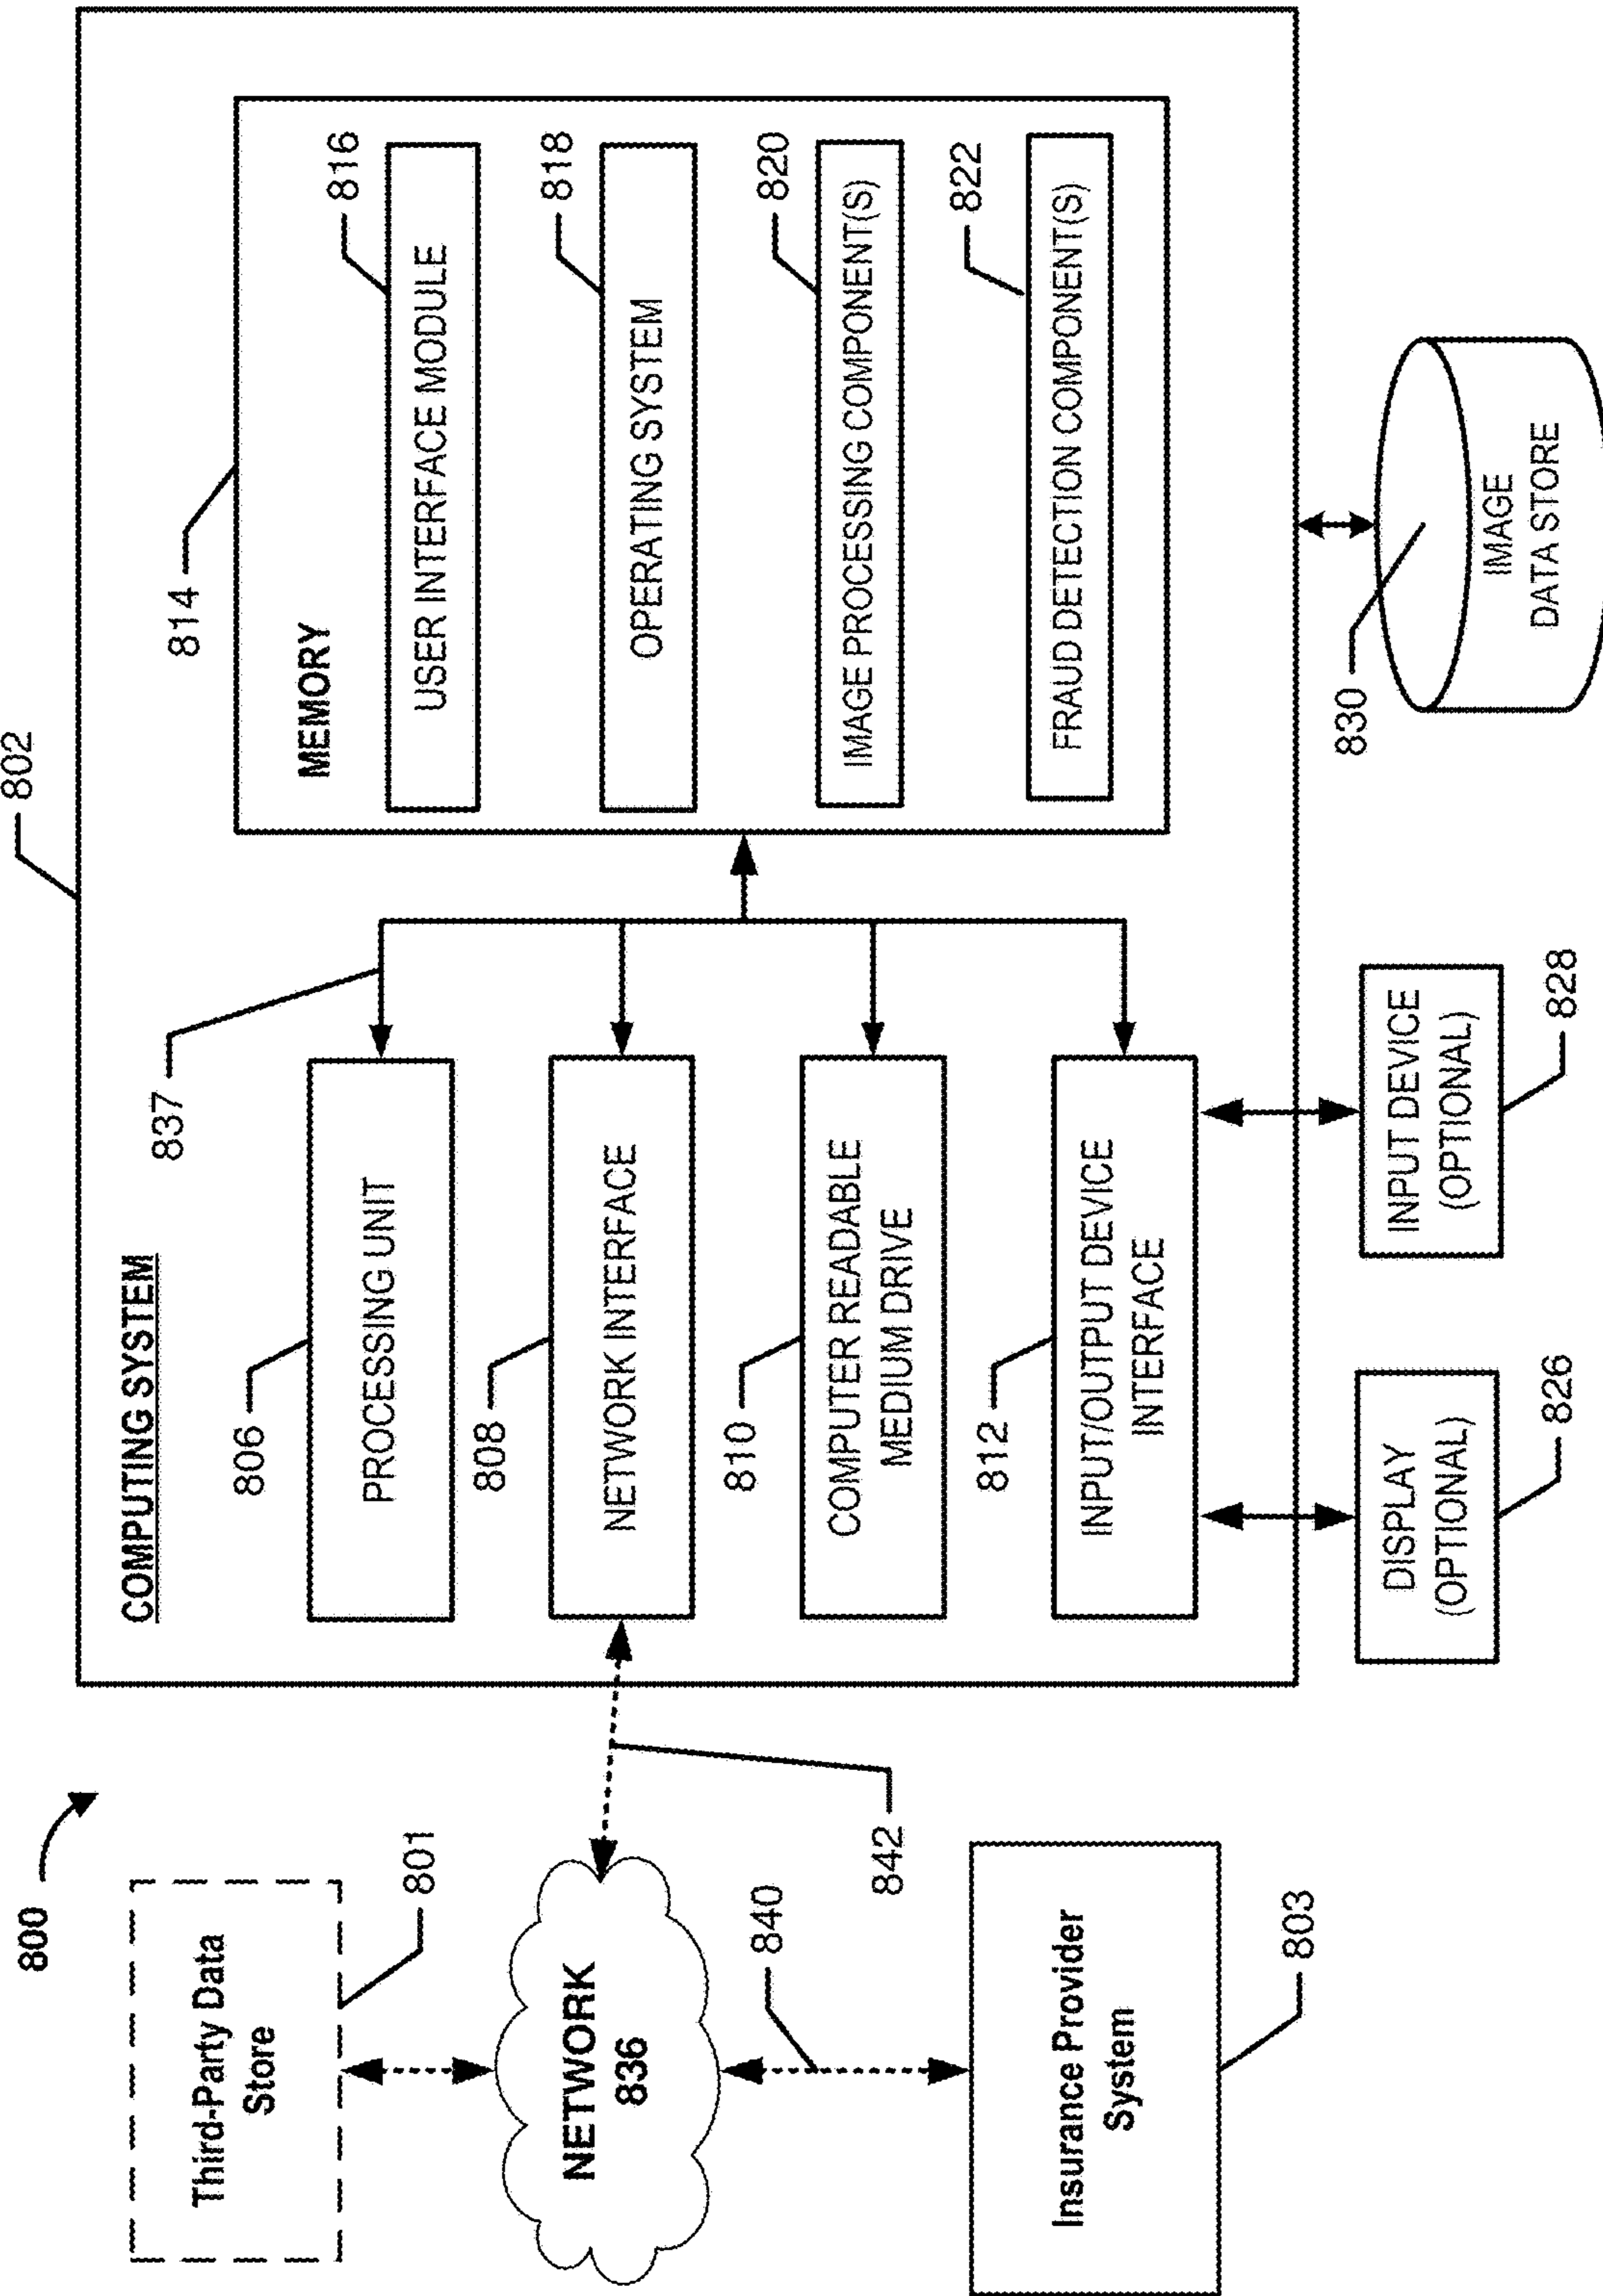 800
802
Third-Party Data
Store
801
NETWORK
836
842
840
Insurance Provider
System
803
COMPUTING SYSTEM
837
806
PROCESSING UNIT
808
NETWORK INTERFACE
810
COMPUTER READABLE
MEDIUM DRIVE
812
INPUT/OUTPUT DEVICE
INTERFACE
814
MEMORY
816
USER INTERFACE MODULE
818
OPERATING SYSTEM
820
IMAGE PROCESSING COMPONENT(S)
822
FRAUD DETECTION COMPONENT(S)
DISPLAY
(OPTIONAL)
826
INPUT DEVICE
(OPTIONAL)
828
830
IMAGE
DATA STORE